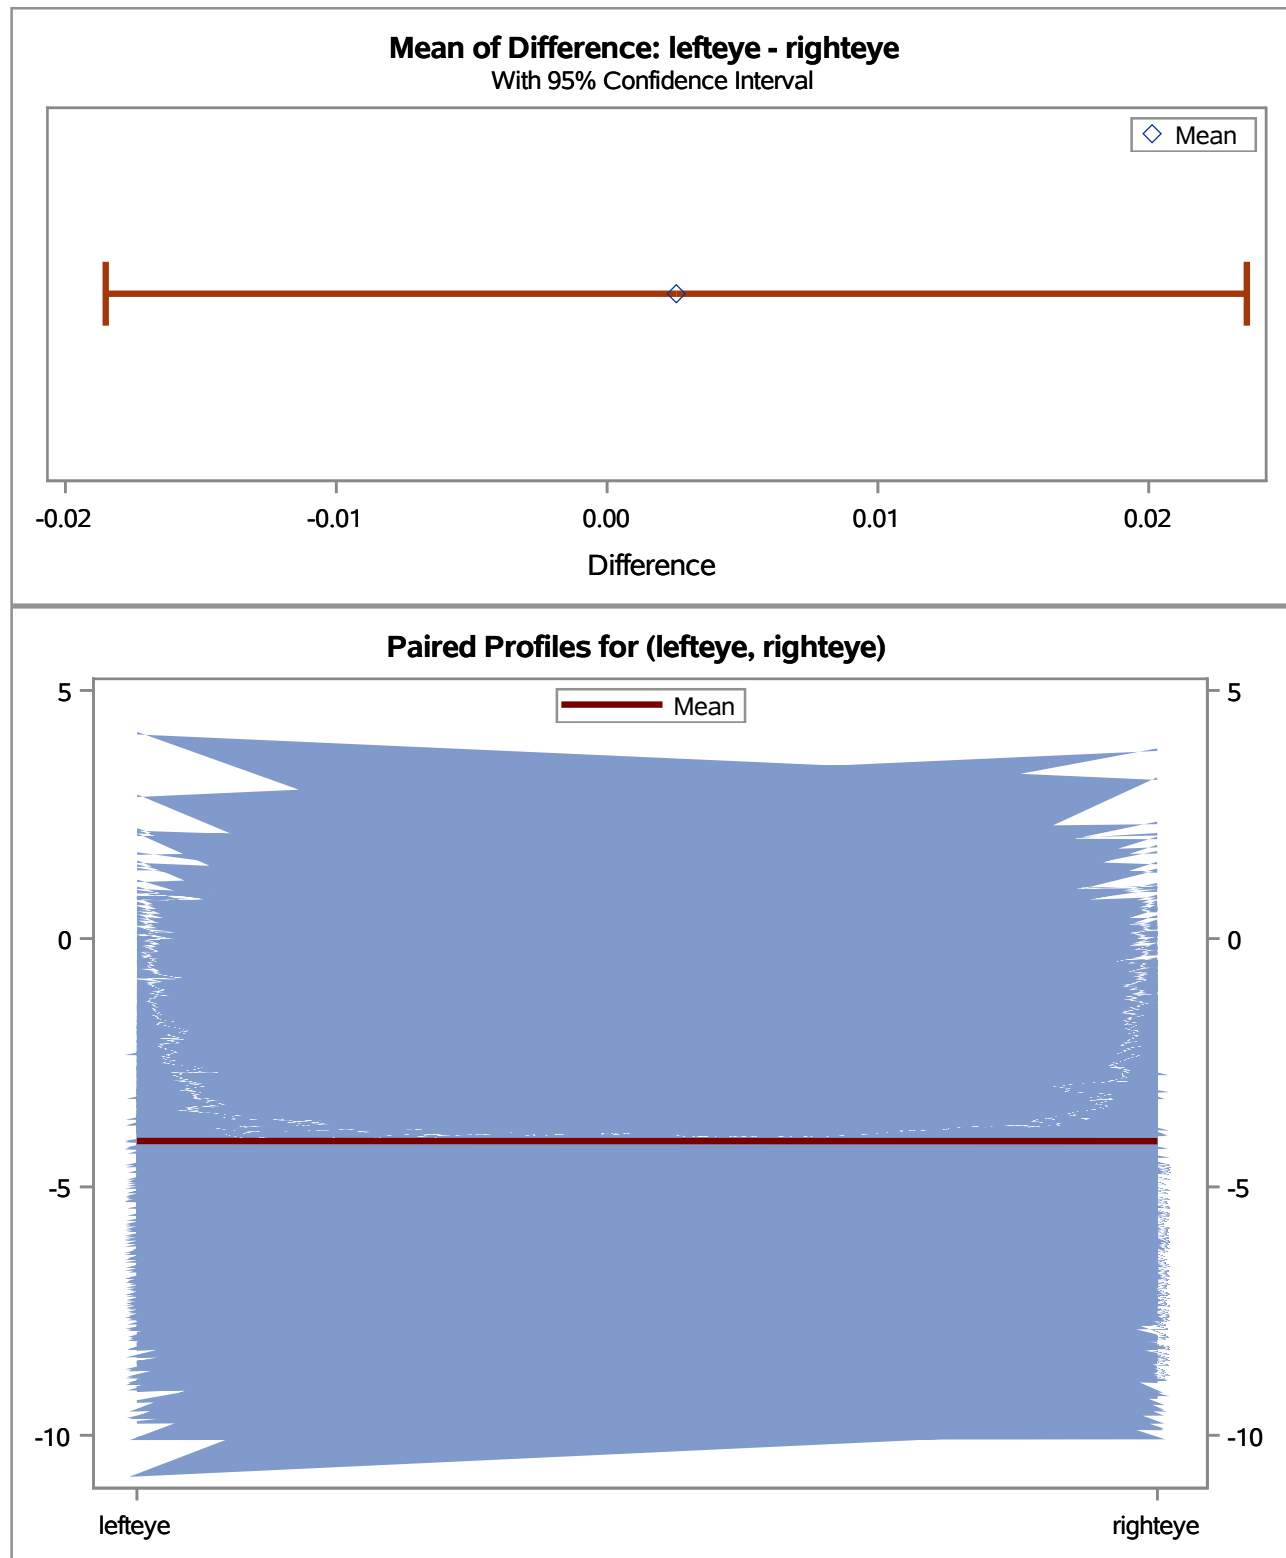 Mean of Difference: lefteye - righteye
With 95% Confidence Interval
Mean
-0.02 -0.01 0.00 0.01 0.02
Difference
Paired Profiles for (lefteye, righteye)
Mean
5 5
0 0
-5 -5
-10 -10
lefteye righteye